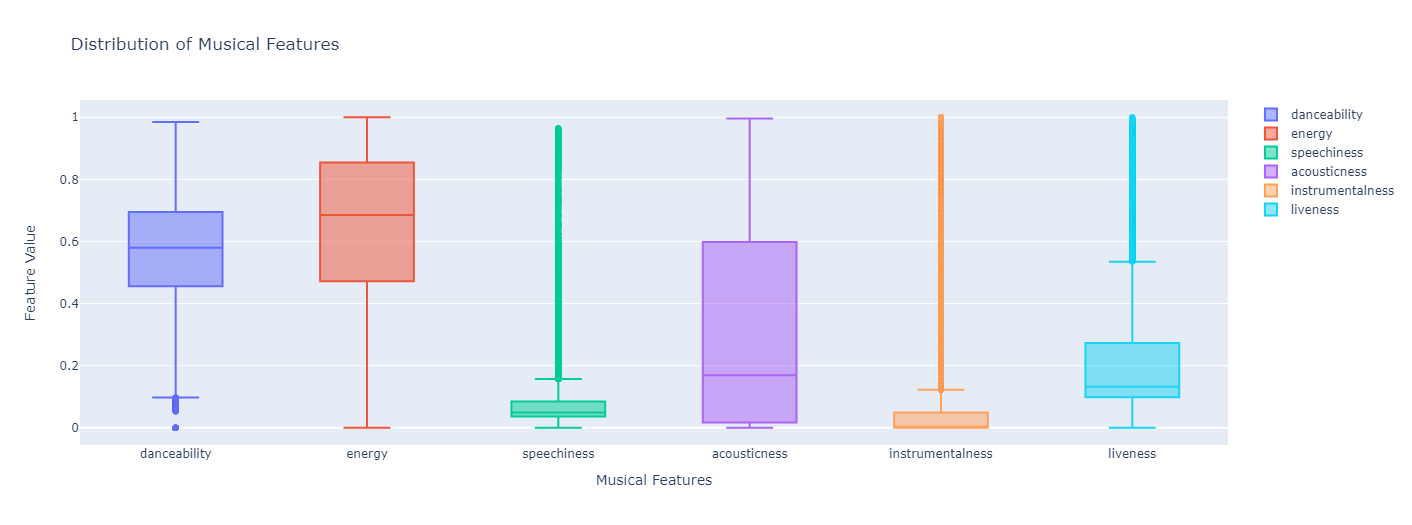 Distribution of Musical Features
1
0.8
0.6
0.4
0.2
0
Feature Value
danceability
energy
speechiness
acousticness
instrumentalness
liveness
Musical Features
danceability
energy
speechiness
acousticness
instrumentalness
liveness